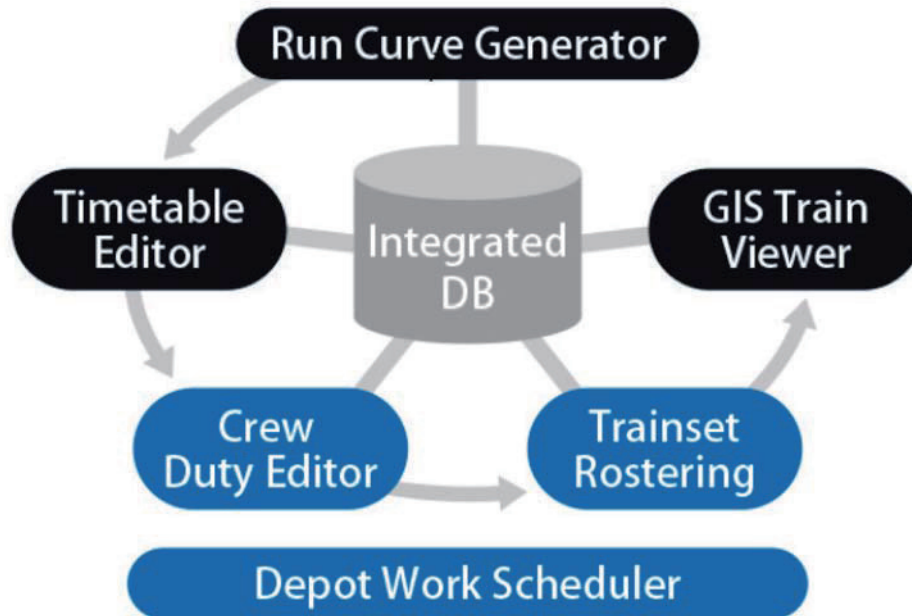 Run Curve Generator
Timetable
Editor
Integrated
DB
GIS Train
Viewer
Crew
Duty Editor
Trainset
Rostering
Depot Work Scheduler